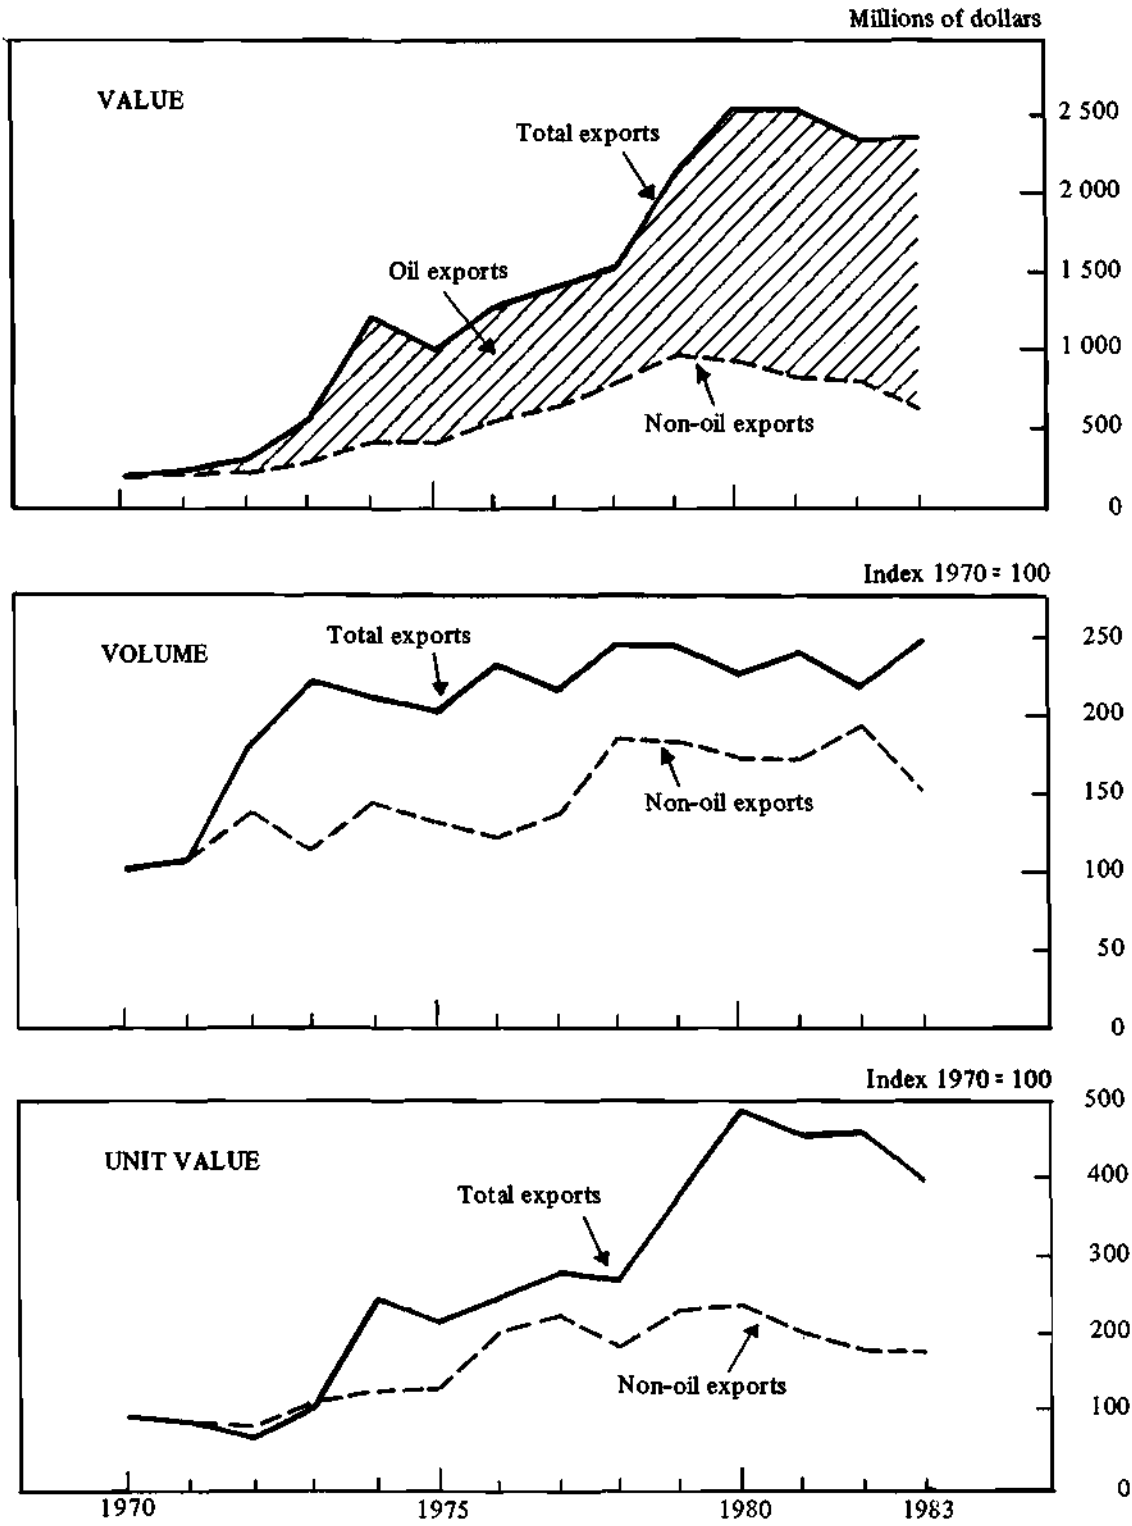 Millions of dollars
VALUE
2 500
Total exports
2 000
Oil exports
1 500
1 000
Non-oil exports
500
0
Index 1970 = 100
Total exports
250
VOLUME
200
Non-oil exports
150
100
50
0
Index 1970 = 100
500
UNIT VALUE
400
Total exports
300
200
Non-oil exports
100
0
1970 1975 1980 1983